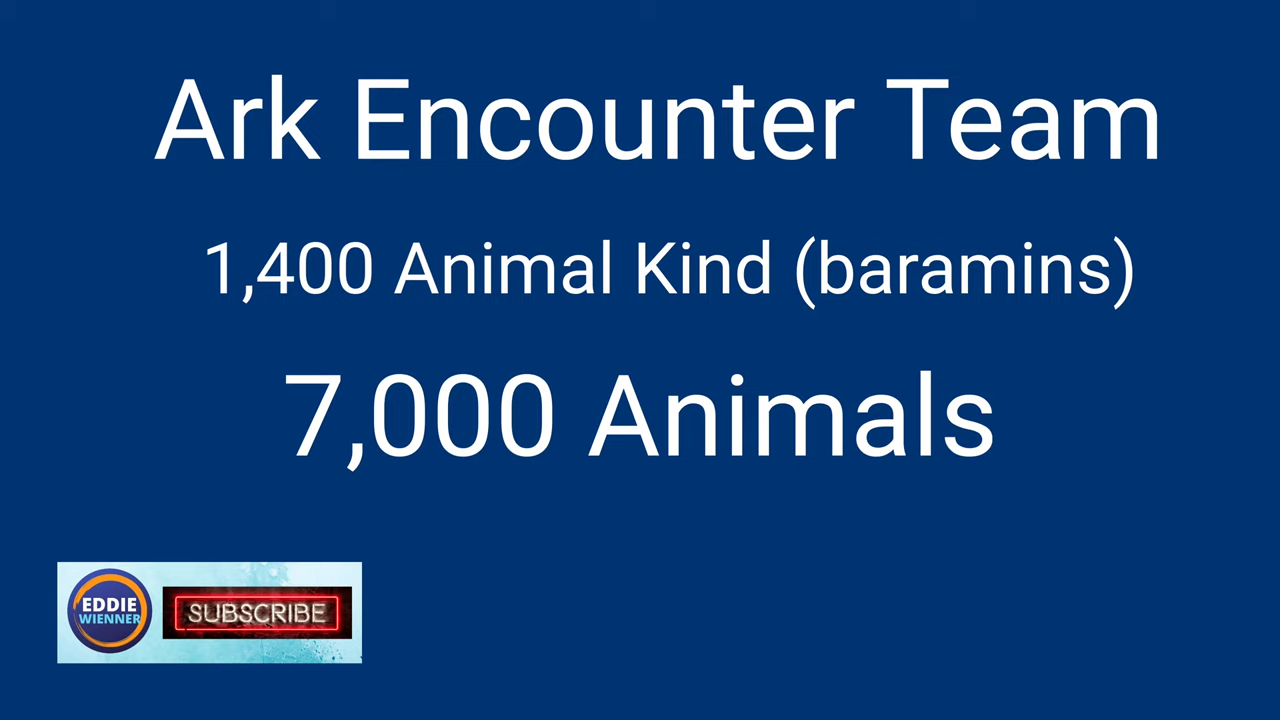 Ark Encounter Team
1,400 Animal Kind (baramins)
7,000 Animals
EDDIE
WIENNER
SUBSCRIBE